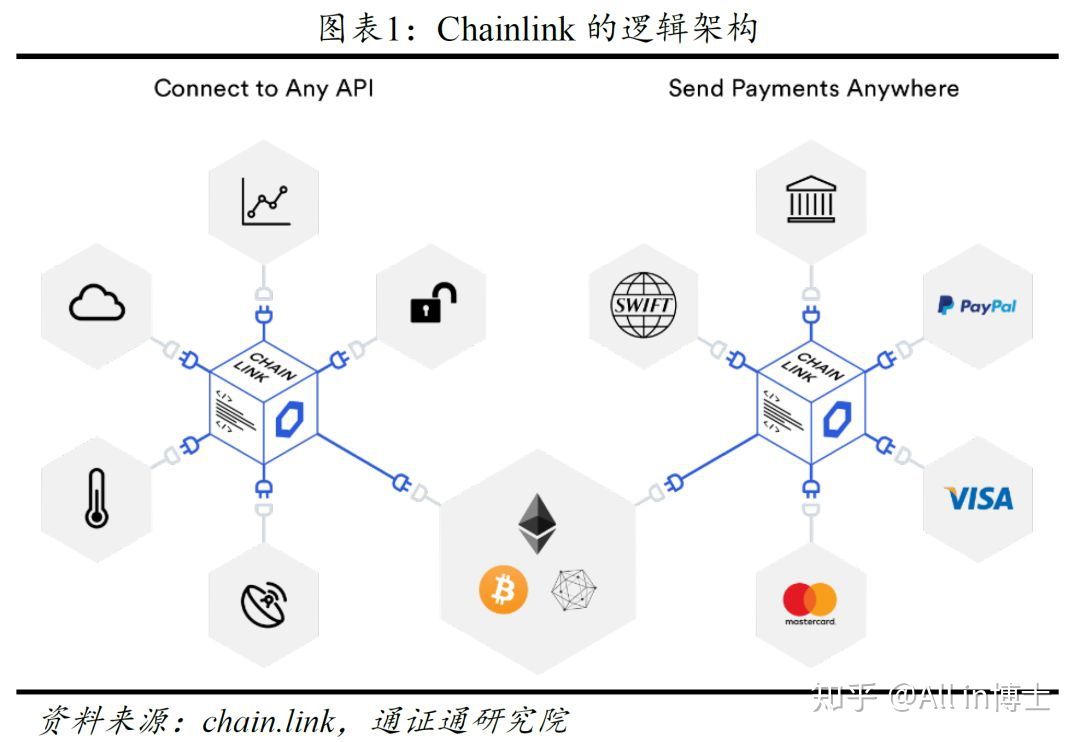 图表1：Chainlink 的逻辑架构
Connect to Any API
Send Payments Anywhere
SWIFT
PayPal
CHAIN
LINK
<I>
<I>
CHAIN
LINK
<I>
<I>
VISA
mastercard.
知乎 @All in博士
资料来源：chain.link，通证通研究院